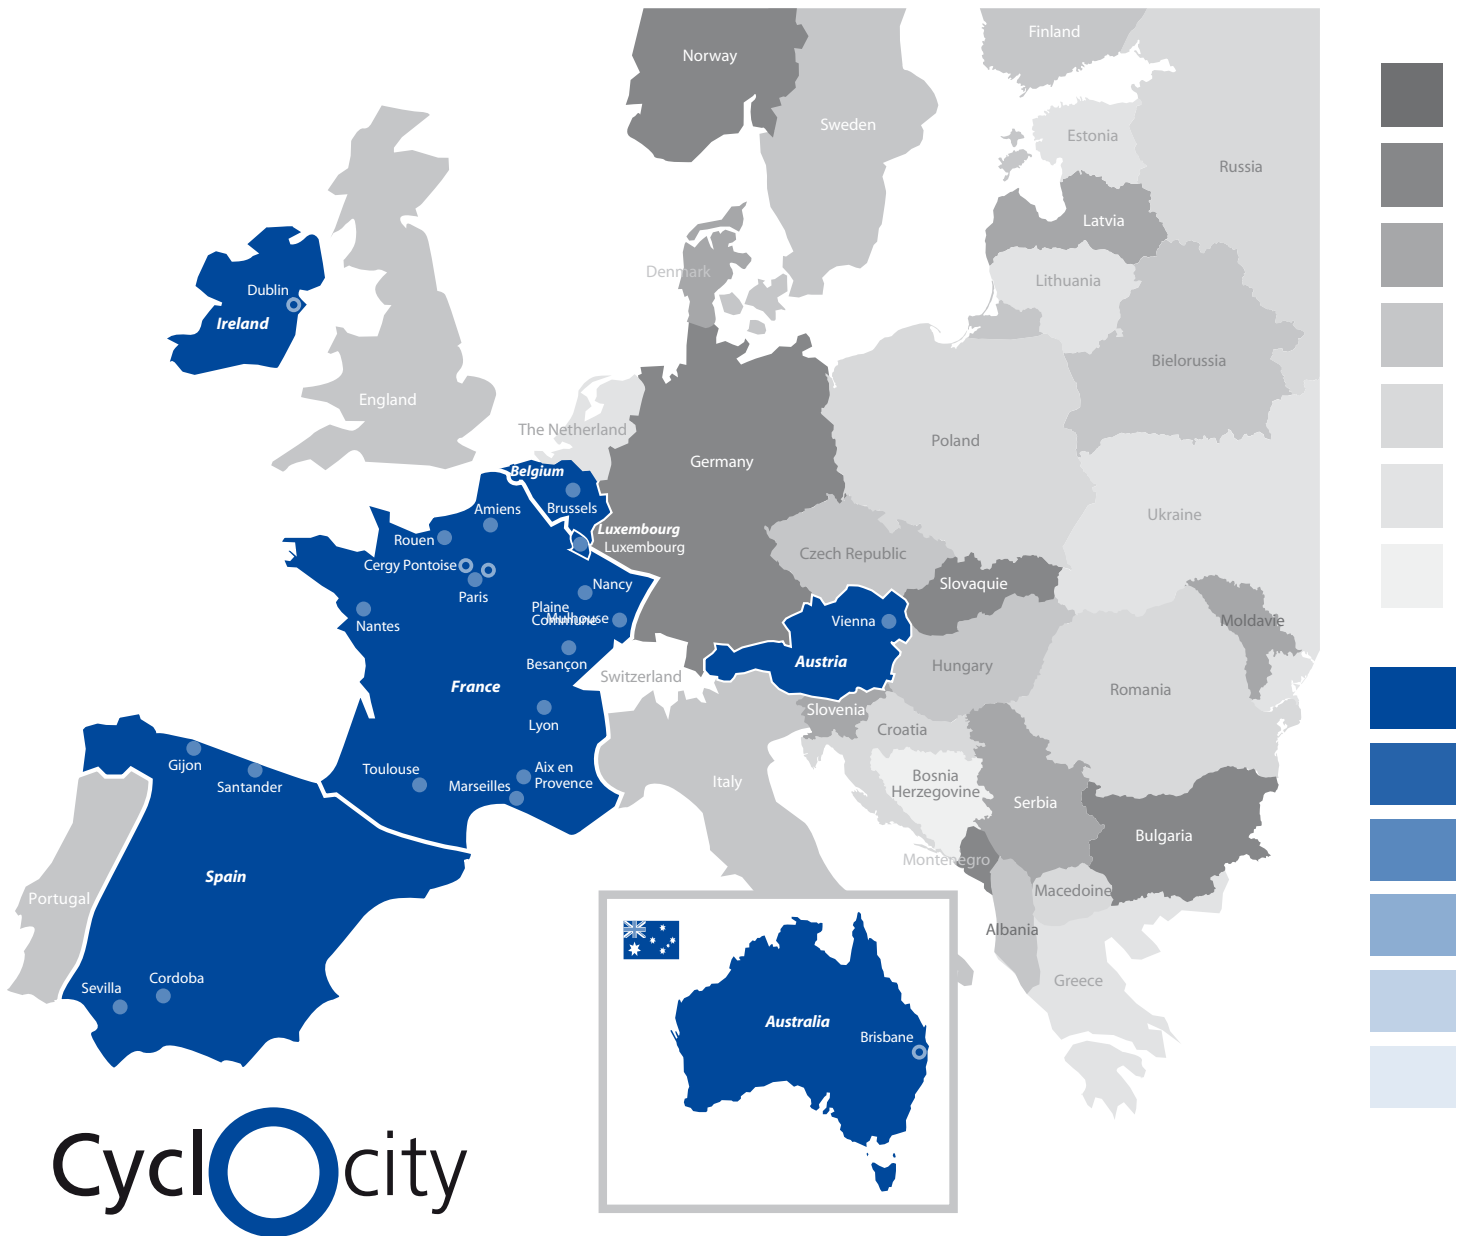 Norway
Finland
Sweden
Estonia
Russia
Latvia
Denmark
Lithuania
Dublin
Ireland
Bielorussia
England
The Netherland
Poland
Germany
Belgium
Brussels
Amiens
Ukraine
Luxembourg
Luxembourg
Rouen
Czech Republic
Cergy Pontoise
Slovaquie
Nancy
Paris
Plaine
Commune
Mulhouse
Nantes
Vienna
Moldavie
Besançon
Austria
Hungary
Switzerland
France
Romania
Slovenia
Lyon
Croatia
Gijon
Santander
Toulouse
Marseilles
Aix en
Provence
Italy
Bosnia
Herzegovine
Serbia
Bulgaria
Montenegro
Spain
Portugal
Macedoine
Albania
Sevilla
Cordoba
Greece
Australia
Brisbane
Cyclocity